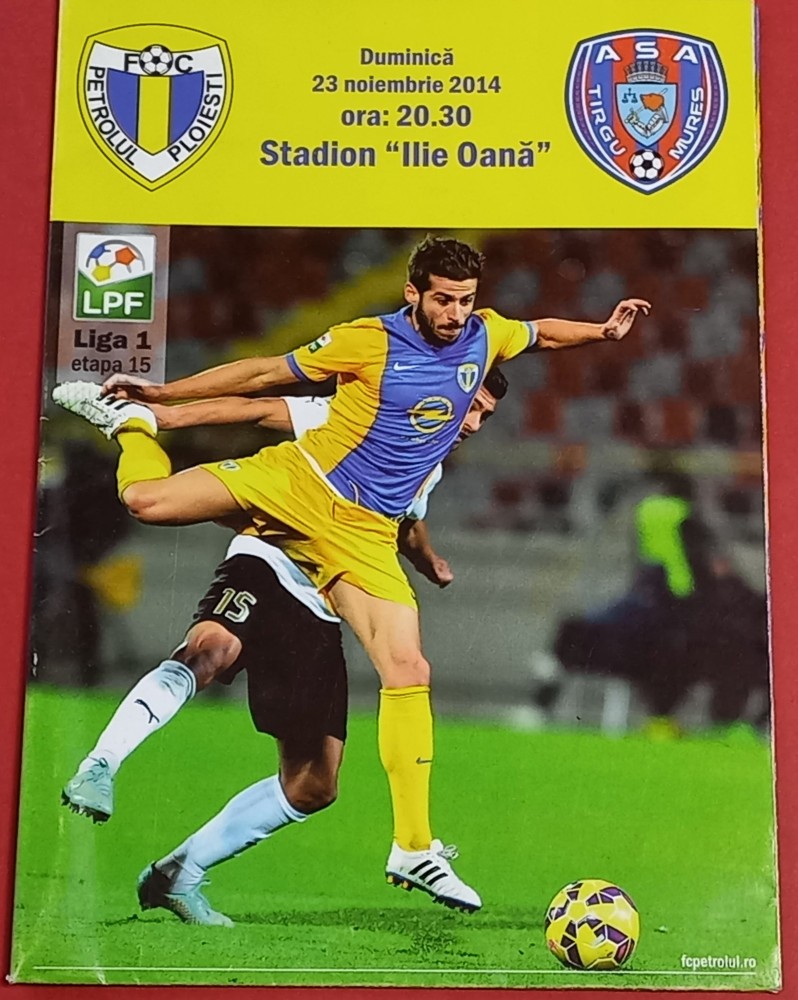 FC
PETROLUL PLOIESTI
Duminică
23 noiembrie 2014
ora: 20.30
Stadion “Ilie Oană”
ASA
TIRGU MURES
LPF
Liga 1
etapa 15
15
fcpetrolul.ro